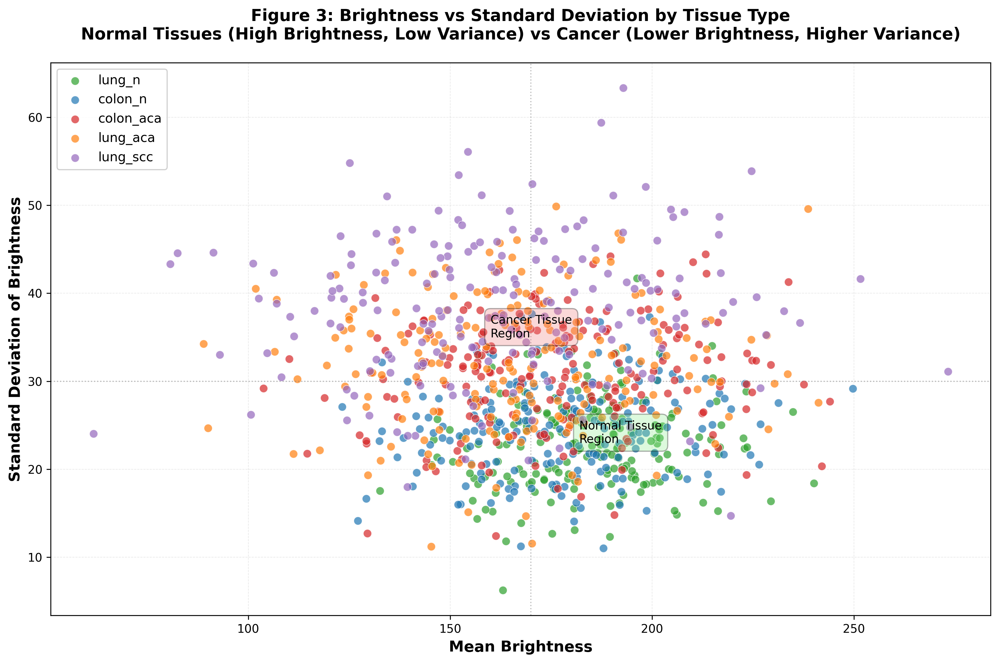 Figure 3: Brightness vs Standard Deviation by Tissue Type
Normal Tissues (High Brightness, Low Variance) vs Cancer (Lower Brightness, Higher Variance)
lung_n
colon_n
colon_aca
lung_aca
lung_scc
Standard Deviation of Brightness
60
50
40
30
20
10
Cancer Tissue
Region
Normal Tissue
Region
100
150
200
250
Mean Brightness